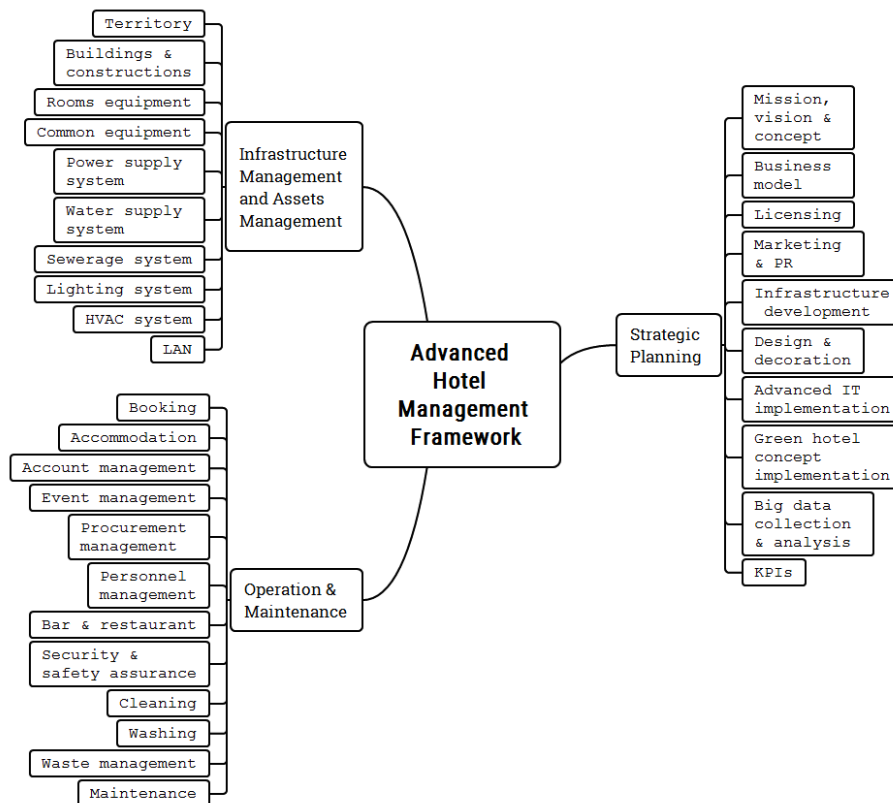 Territory
Buildings &
constructions
Rooms equipment
Common equipment
Power supply
system
Water supply
system
Sewerage system
Lighting system
HVAC system
LAN
Infrastructure
Management
and Assets
Management
Booking
Accommodation
Account management
Event management
Procurement
management
Personnel
management
Bar & restaurant
Security &
safety assurance
Cleaning
Washing
Waste management
Maintenance
Operation &
Maintenance
Advanced
Hotel
Management
Framework
Strategic
Planning
Mission,
vision &
concept
Business
model
Licensing
Marketing
& PR
Infrastructure
development
Design &
decoration
Advanced IT
implementation
Green hotel
concept
implementation
Big data
collection
& analysis
KPIs